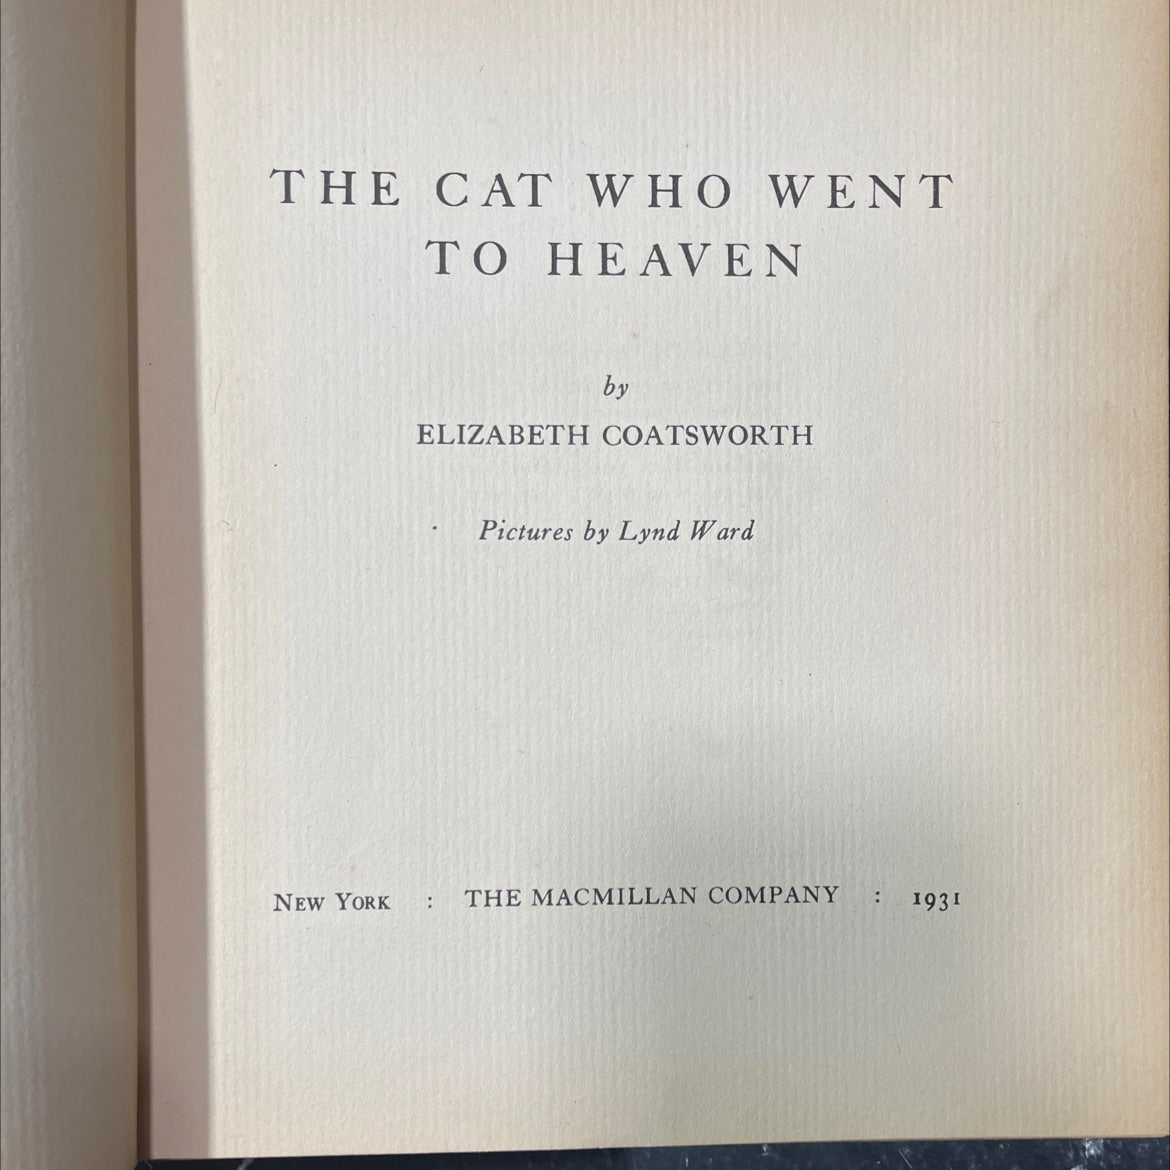 THE CAT WHO WENT
TO HEAVEN
by
ELIZABETH COATSWORTH
Pictures by Lynd Ward
NEW YORK : THE MACMILLAN COMPANY : 1931